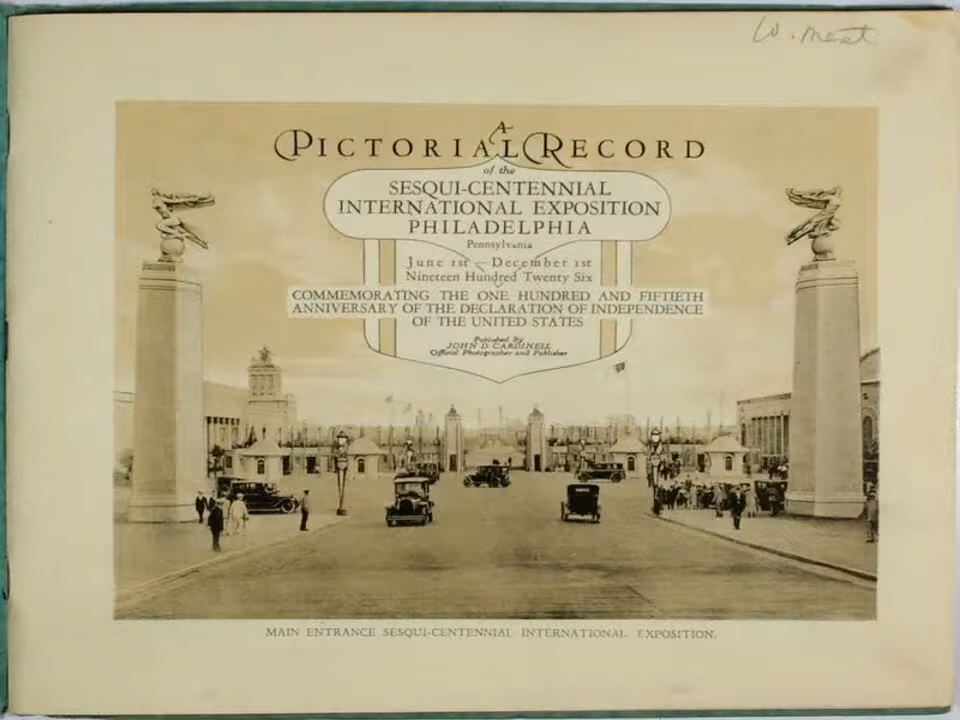 A
PICTORIAL RECORD
of the
SESQUI-CENTENNIAL
INTERNATIONAL EXPOSITION
PHILADELPHIA
Pennsylvania
June 1st – December 1st
Nineteen Hundred Twenty Six
COMMEMORATING THE ONE HUNDRED AND FIFTIETH
ANNIVERSARY OF THE DECLARATION OF INDEPENDENCE
OF THE UNITED STATES
Published By
JOHN D. CARDINELL
Official Photographer and Publisher
MAIN ENTRANCE SESQUI-CENTENNIAL INTERNATIONAL EXPOSITION.